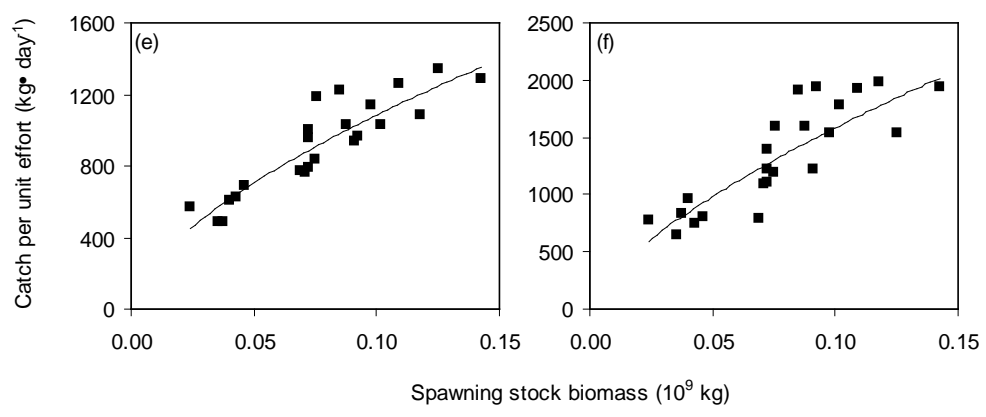 Catch per unit effort (kg• day⁻¹)
1600
1200
800
400
0
(e)
0.00 0.05 0.10 0.15
2500
2000
1500
1000
500
0
(f)
0.00 0.05 0.10 0.15
Spawning stock biomass (10⁹ kg)